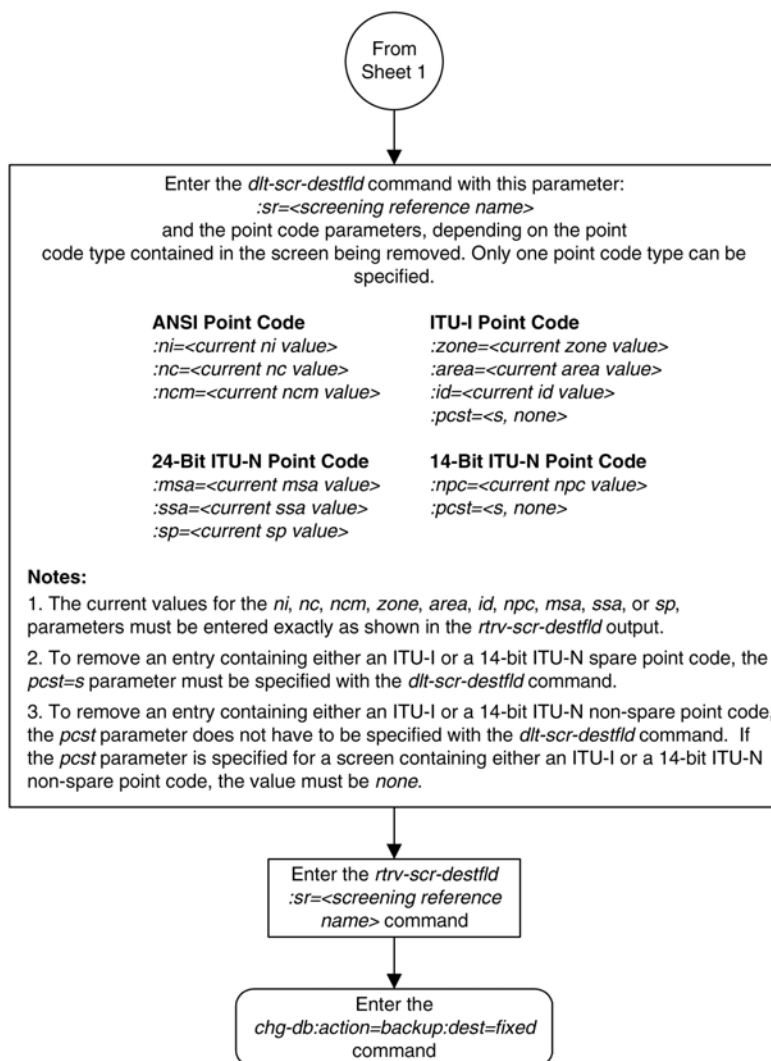 From
Sheet 1
Enter the dlt-scr-destfld command with this parameter:
:sr=<screening reference name>
and the point code parameters, depending on the point
code type contained in the screen being removed. Only one point code type can be
specified.
ANSI Point Code
:ni=<current ni value>
:nc=<current nc value>
:ncm=<current ncm value>
ITU-I Point Code
:zone=<current zone value>
:area=<current area value>
:id=<current id value>
:pcst=<s, none>
24-Bit ITU-N Point Code
:msa=<current msa value>
:ssa=<current ssa value>
:sp=<current sp value>
14-Bit ITU-N Point Code
:npc=<current npc value>
:pcst=<s, none>
Notes:
1. The current values for the ni, nc, ncm, zone, area, id, npc, msa, ssa, or sp,
parameters must be entered exactly as shown in the rtrv-scr-destfld output.
2. To remove an entry containing either an ITU-I or a 14-bit ITU-N spare point code, the
pcst=s parameter must be specified with the dlt-scr-destfld command.
3. To remove an entry containing either an ITU-I or a 14-bit ITU-N non-spare point code,
the pcst parameter does not have to be specified with the dlt-scr-destfld command. If
the pcst parameter is specified for a screen containing either an ITU-I or a 14-bit ITU-N
non-spare point code, the value must be none.
Enter the rtrv-scr-destfld
:sr=<screening reference
name> command
Enter the
chg-db:action=backup:dest=fixed
command